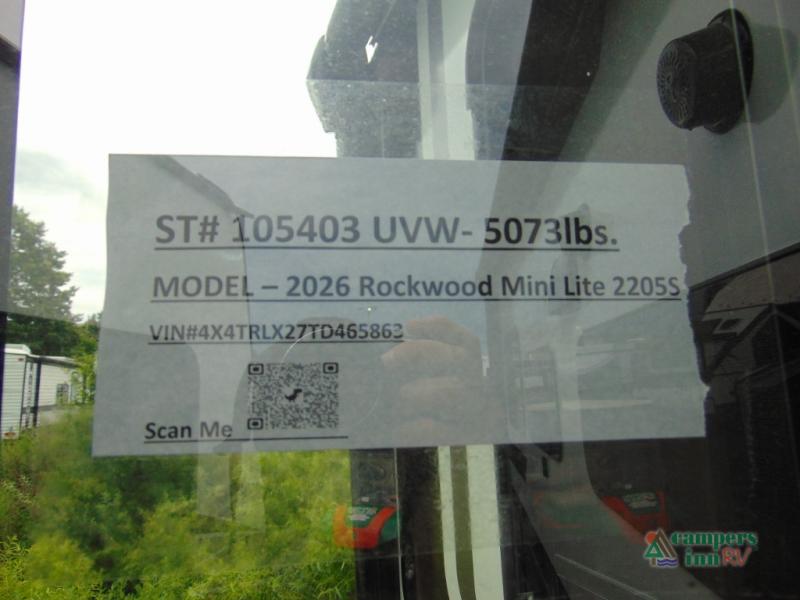 ST# 105403 UVW- 5073lbs.
MODEL – 2026 Rockwood Mini Lite 2205S
VIN#4X4TRLX27TD465863
Scan Me
campers
inn RV